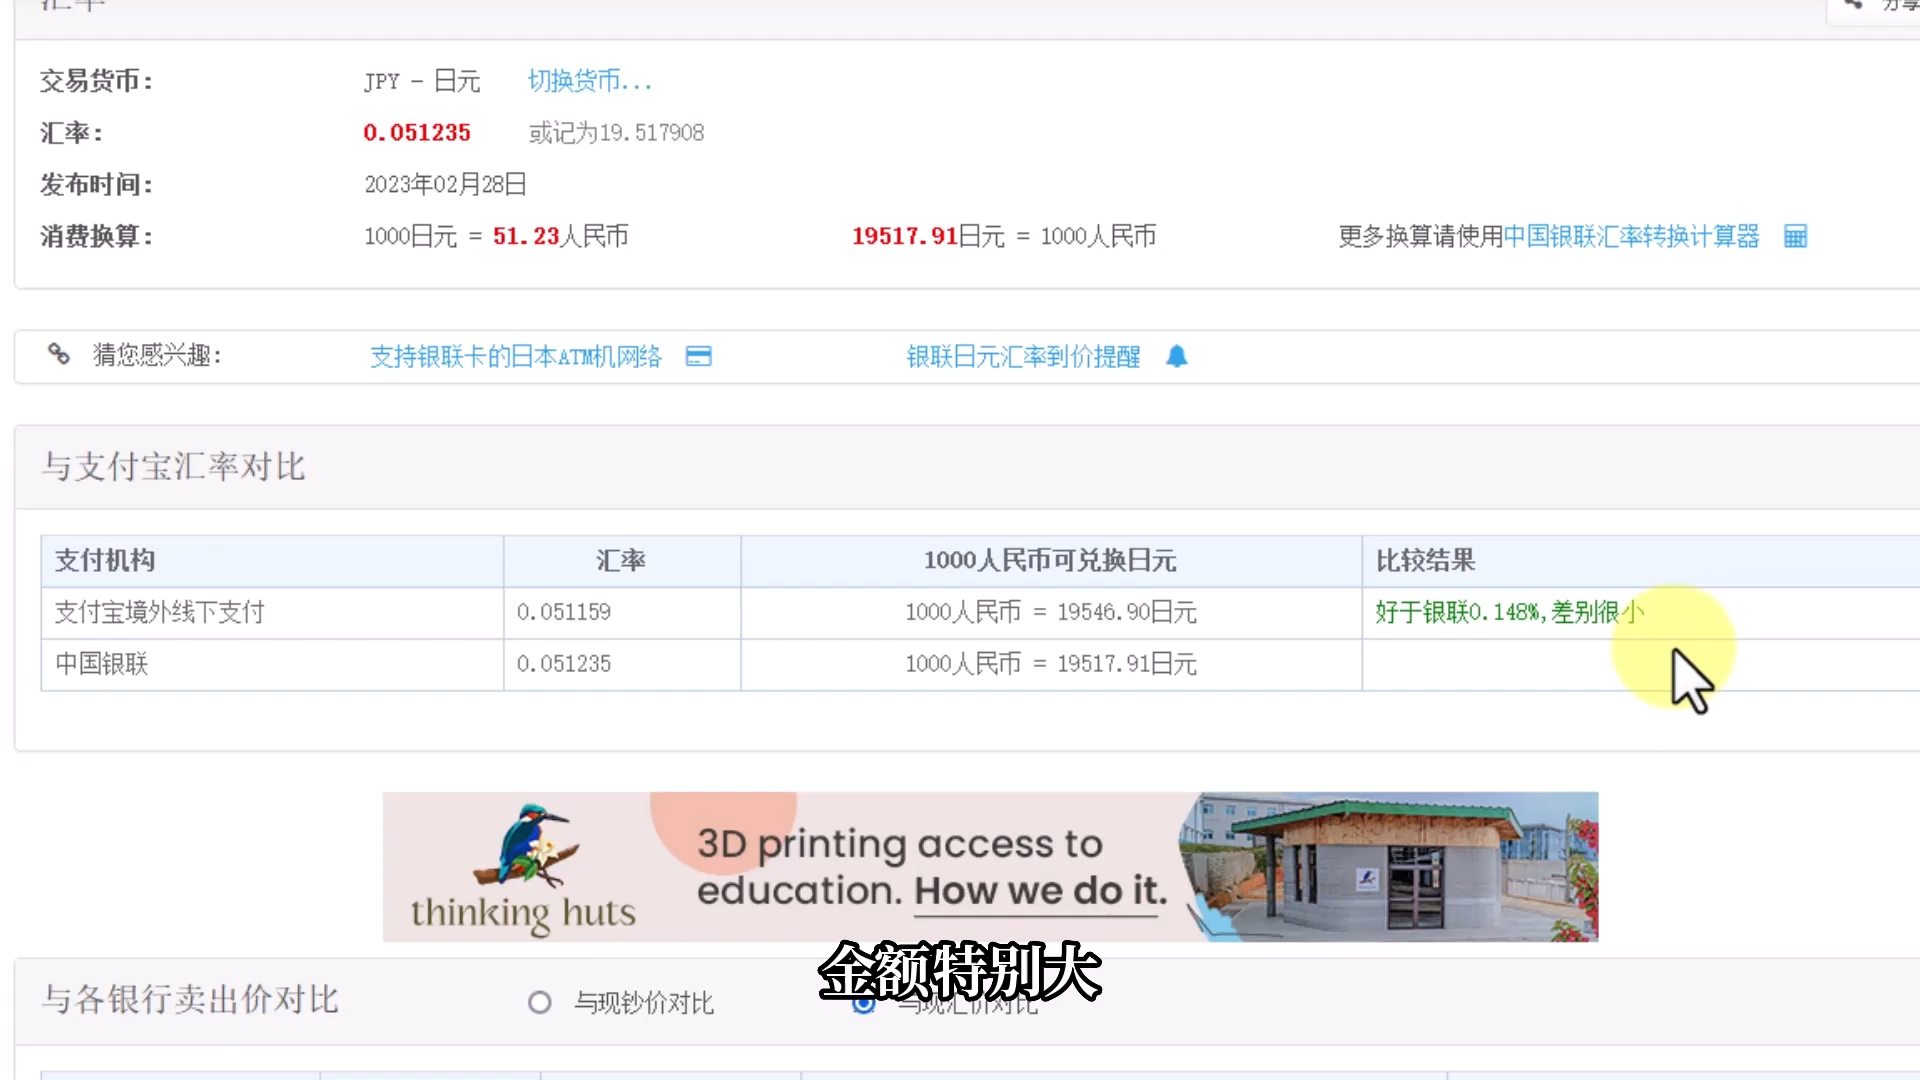 汇率
分享
交易货币: JPY - 日元 切换货币...
汇率: 0.051235 或记为19.517908
发布时间: 2023年02月28日
消费换算: 1000日元 = 51.23人民币 19517.91日元 = 1000人民币 更多换算请使用中国银联汇率转换计算器
猜您感兴趣: 支持银联卡的日本ATM机网络 银联日元汇率到价提醒
与支付宝汇率对比
支付机构 汇率 1000人民币可兑换日元 比较结果
支付宝境外线下支付 0.051159 1000人民币 = 19546.90日元 好于银联0.148%,差别很小
中国银联 0.051235 1000人民币 = 19517.91日元
thinking huts
3D printing access to
education. How we do it.
金额特别大
与各银行卖出价对比 与现钞价对比 与现汇价对比